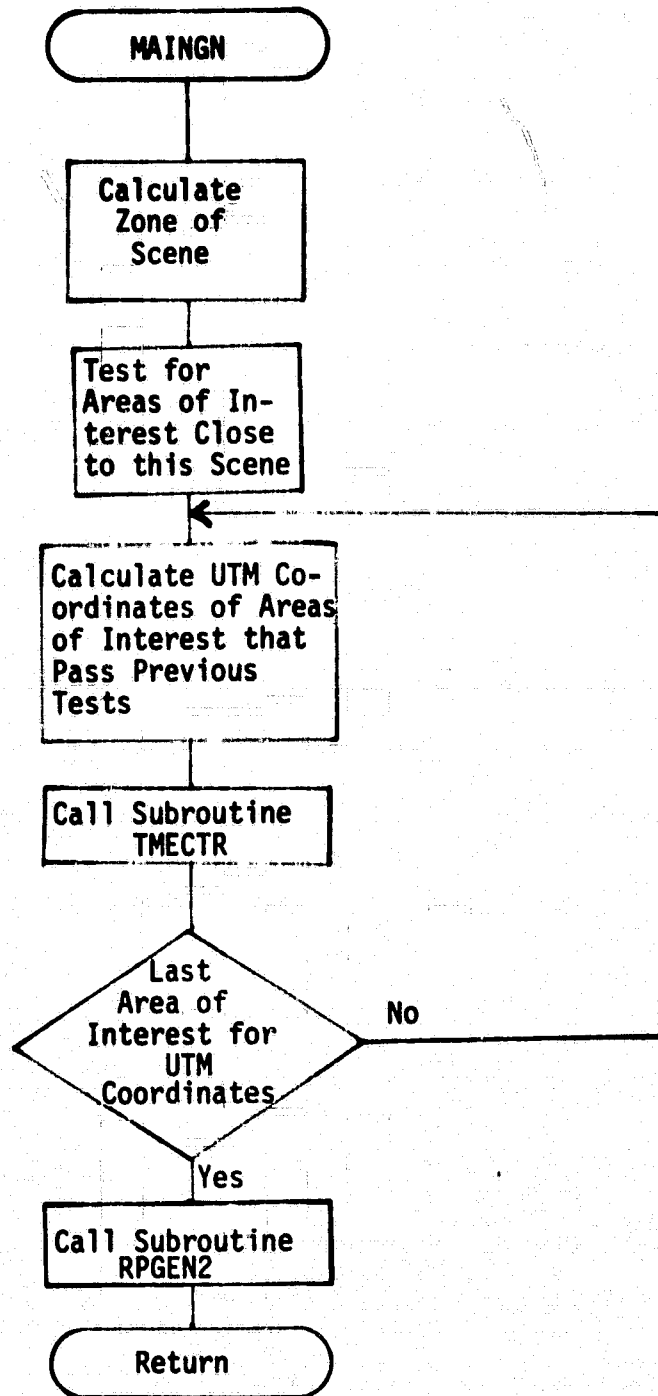 MAINGN
Calculate
Zone of
Scene
Test for
Areas of In-
terest Close
to this Scene
Calculate UTM Co-
ordinates of Areas
of Interest that
Pass Previous
Tests
Call Subroutine
TMECTR
Last
Area of
Interest for
UTM
Coordinates
No
Yes
Call Subroutine
RPGEN2
Return